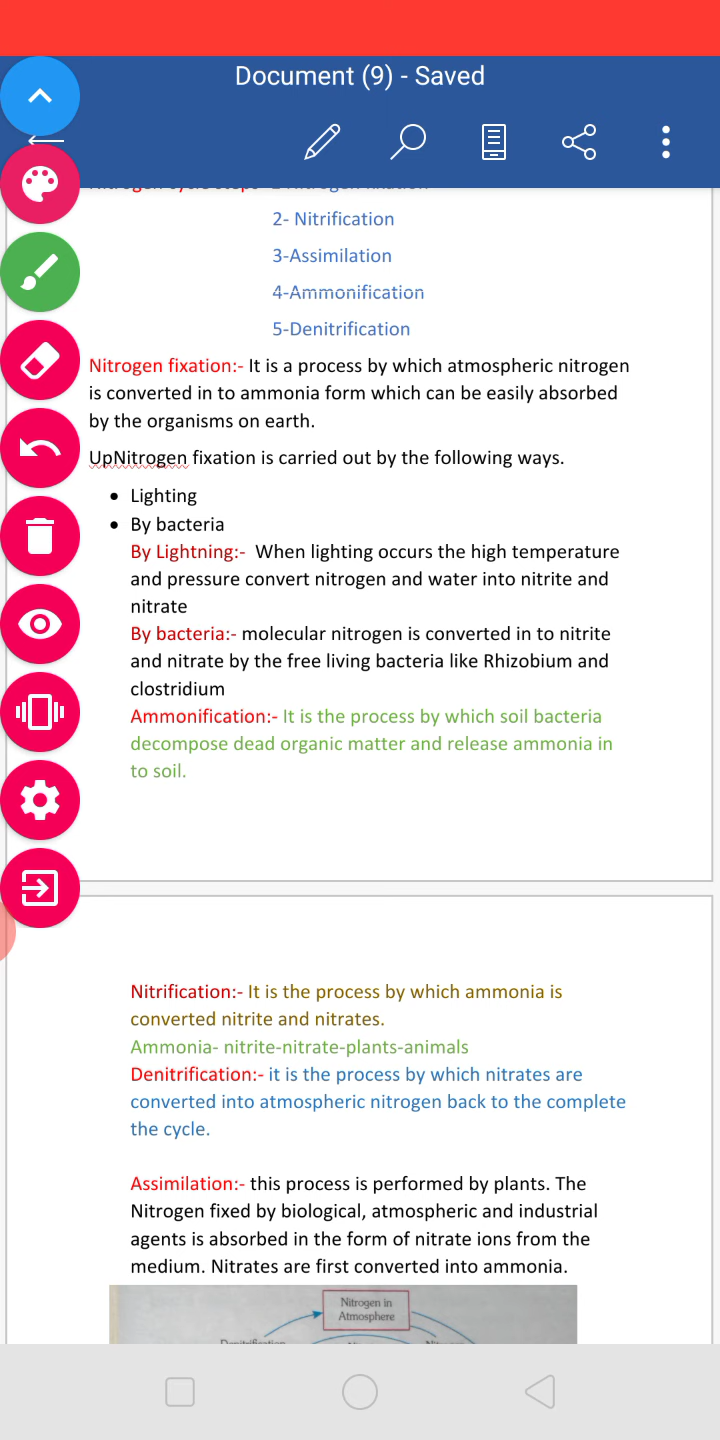 Document (9) - Saved
Nitrogen cycle steps 1-Nitrogen fixation
2- Nitrification
3-Assimilation
4-Ammonification
5-Denitrification
Nitrogen fixation:- It is a process by which atmospheric nitrogen
is converted in to ammonia form which can be easily absorbed
by the organisms on earth.
UpNitrogen fixation is carried out by the following ways.
• Lighting
• By bacteria
By Lightning:- When lighting occurs the high temperature
and pressure convert nitrogen and water into nitrite and
nitrate
By bacteria:- molecular nitrogen is converted in to nitrite
and nitrate by the free living bacteria like Rhizobium and
clostridium
Ammonification:- It is the process by which soil bacteria
decompose dead organic matter and release ammonia in
to soil.
Nitrification:- It is the process by which ammonia is
converted nitrite and nitrates.
Ammonia- nitrite-nitrate-plants-animals
Denitrification:- it is the process by which nitrates are
converted into atmospheric nitrogen back to the complete
the cycle.
Assimilation:- this process is performed by plants. The
Nitrogen fixed by biological, atmospheric and industrial
agents is absorbed in the form of nitrate ions from the
medium. Nitrates are first converted into ammonia.
Nitrogen in
Atmosphere